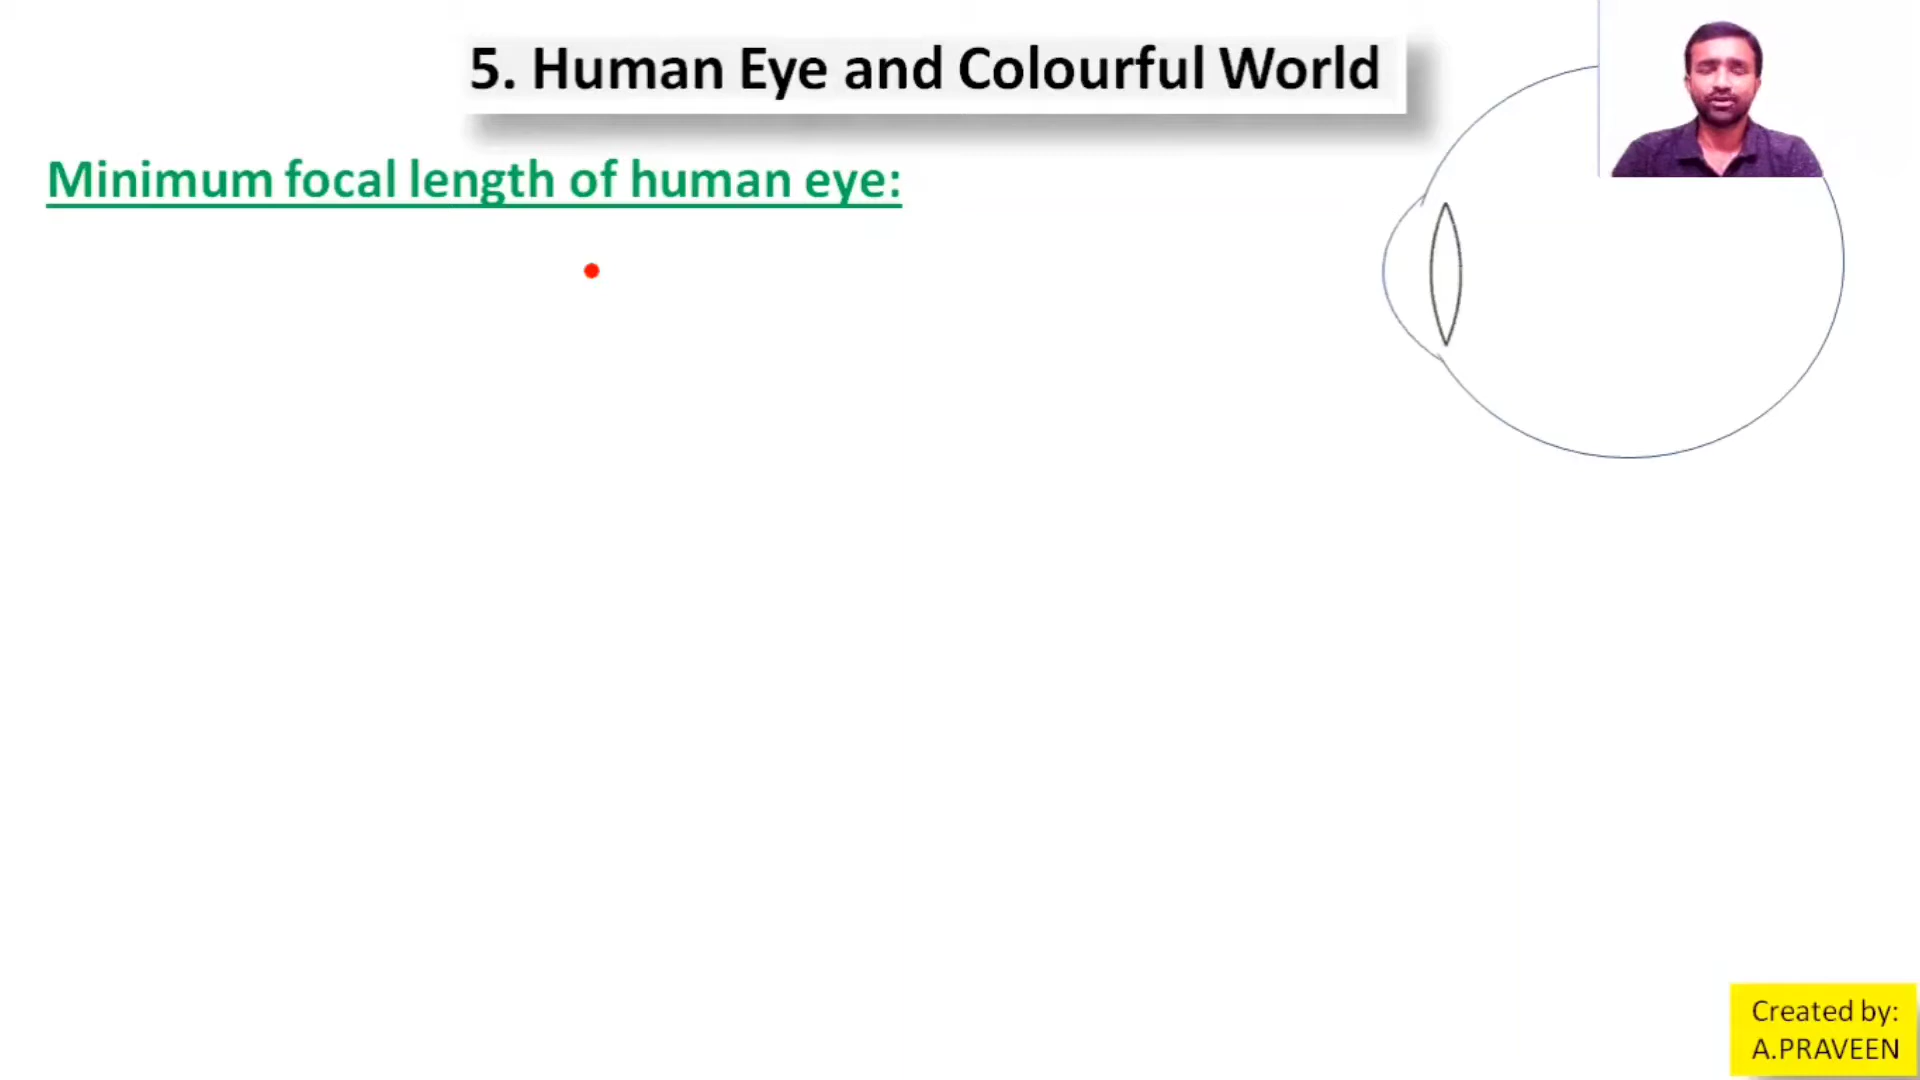 5. Human Eye and Colourful World
Minimum focal length of human eye:
Created by:
A.PRAVEEN